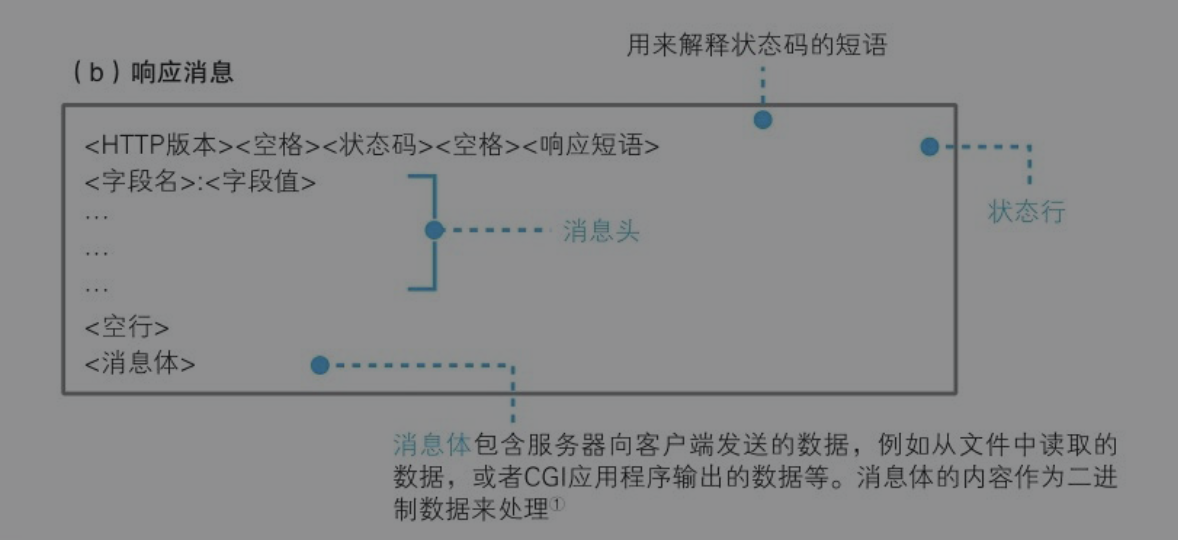 用来解释状态码的短语
(b)响应消息
<HTTP版本><空格><状态码><空格><响应短语>
<字段名>:<字段值>
...
...
...
消息头
状态行
<空行>
<消息体>
消息体包含服务器向客户端发送的数据，例如从文件中读取的
数据，或者CGI应用程序输出的数据等。消息体的内容作为二进
制数据来处理①